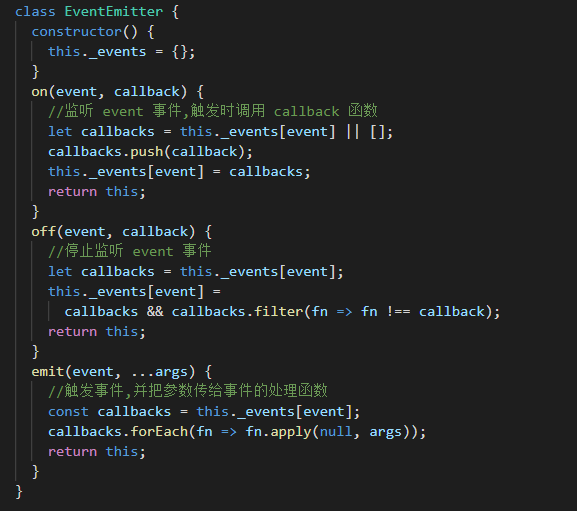 class EventEmitter {
  constructor() {
    this._events = {};
  }
  on(event, callback) {
    //监听 event 事件,触发时调用 callback 函数
    let callbacks = this._events[event] || [];
    callbacks.push(callback);
    this._events[event] = callbacks;
    return this;
  }
  off(event, callback) {
    //停止监听 event 事件
    let callbacks = this._events[event];
    this._events[event] =
      callbacks && callbacks.filter(fn => fn !== callback);
    return this;
  }
  emit(event, ...args) {
    //触发事件,并把参数传给事件的处理函数
    const callbacks = this._events[event];
    callbacks.forEach(fn => fn.apply(null, args));
    return this;
  }
}